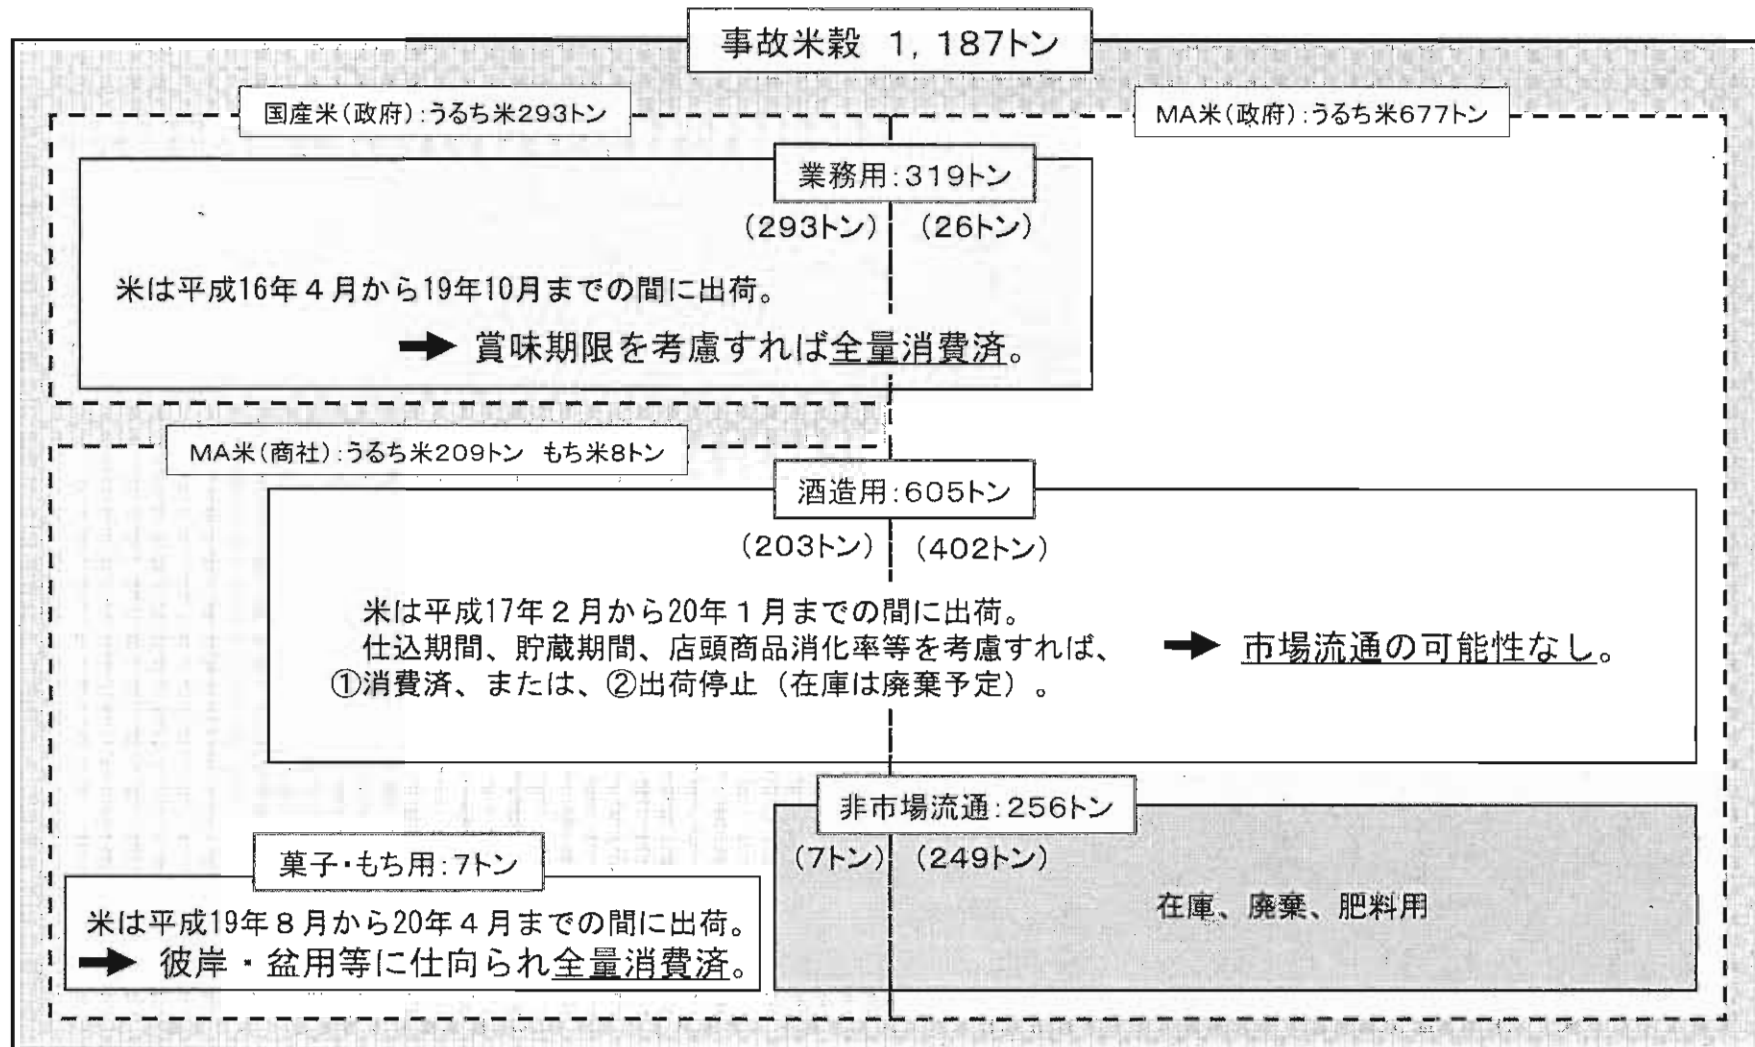 事故米穀 1,187トン
国産米(政府):うるち米293トン
MA米(政府):うるち米677トン
業務用:319トン
(293トン) (26トン)
米は平成16年4月から19年10月までの間に出荷。
➡ 賞味期限を考慮すれば全量消費済。
MA米(商社):うるち米209トン もち米8トン
酒造用:605トン
(203トン) (402トン)
米は平成17年2月から20年1月までの間に出荷。
仕込期間、貯蔵期間、店頭商品消化率等を考慮すれば、
①消費済、または、②出荷停止(在庫は廃棄予定)。
➡ 市場流通の可能性なし。
非市場流通:256トン
(7トン) (249トン)
在庫、廃棄、肥料用
菓子・もち用:7トン
米は平成19年8月から20年4月までの間に出荷。
➡ 彼岸・盆用等に仕向られ全量消費済。